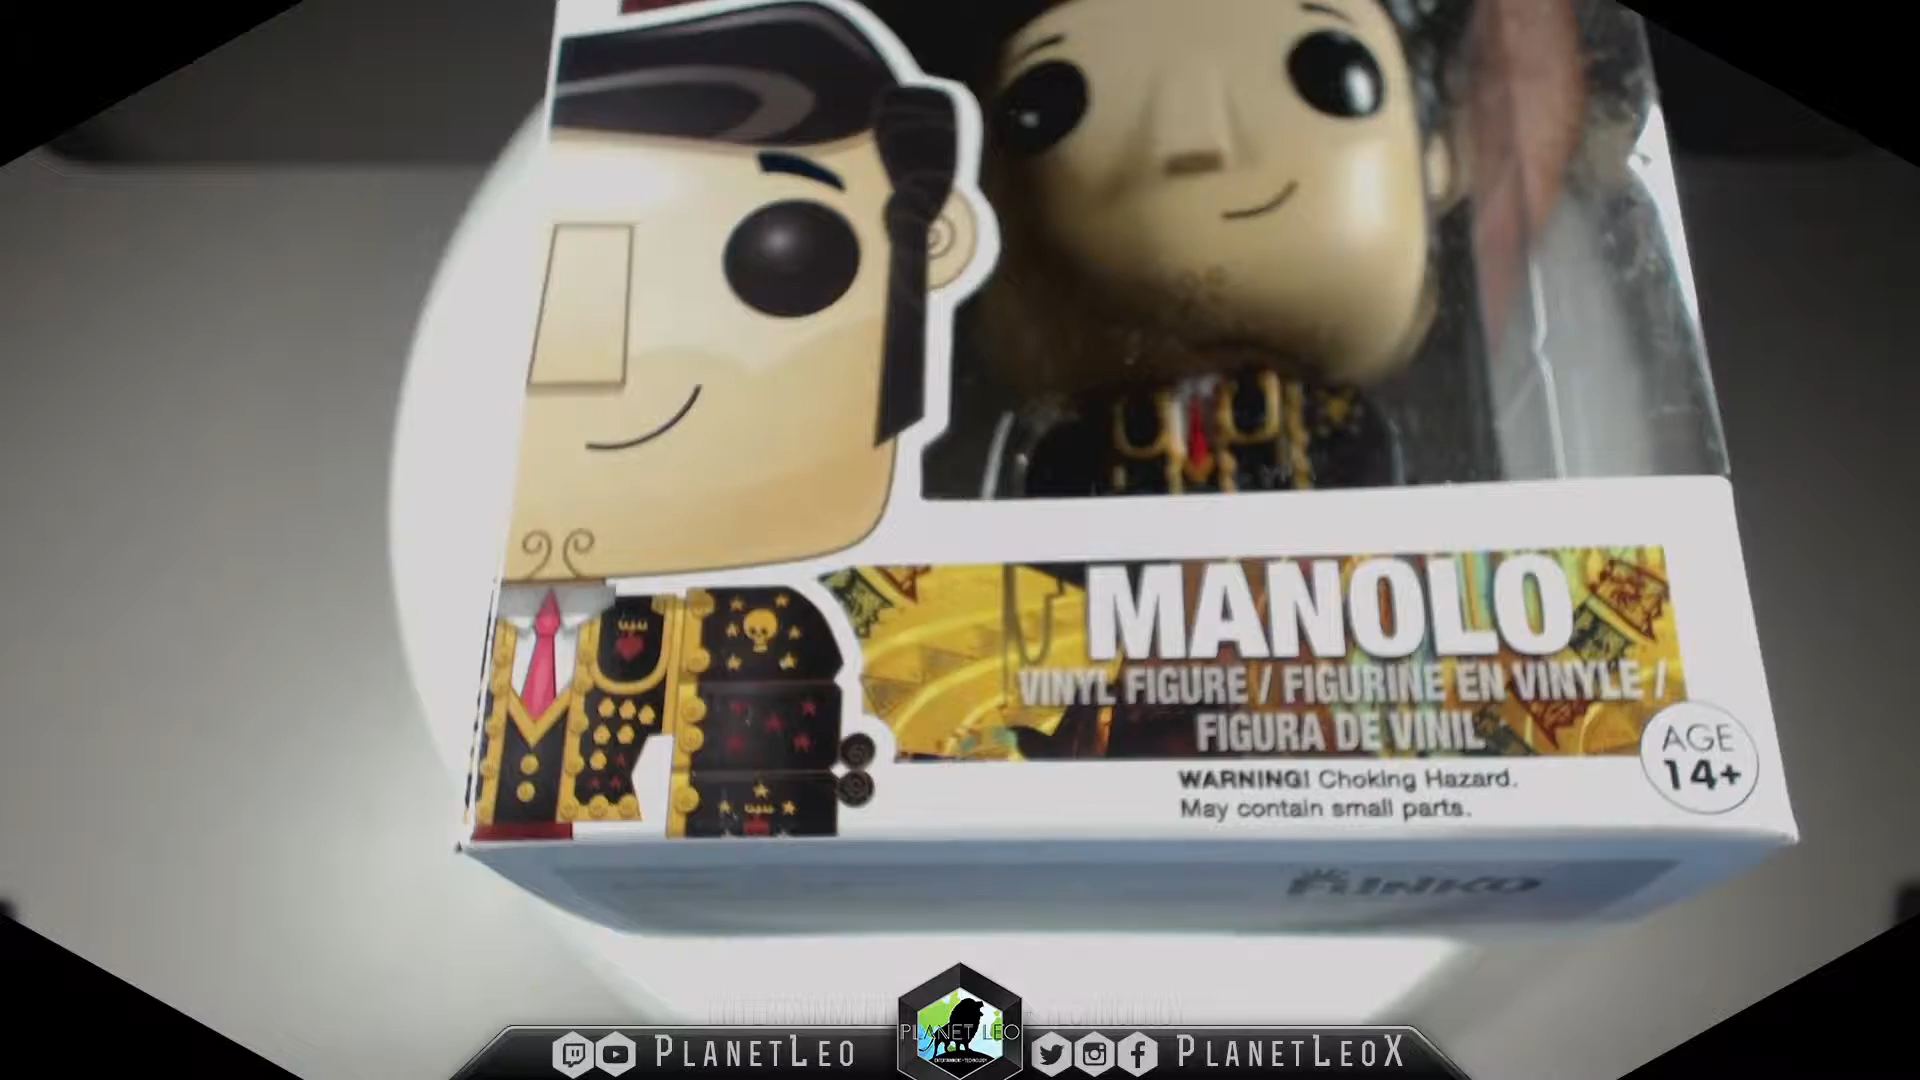 MANOLO
VINYL FIGURE / FIGURINE EN VINYLE /
FIGURA DE VINIL
AGE
14+
WARNING! Choking Hazard.
May contain small parts.
FUNKO
PLANET LEO
PLANETLEO
PLANETLEOX